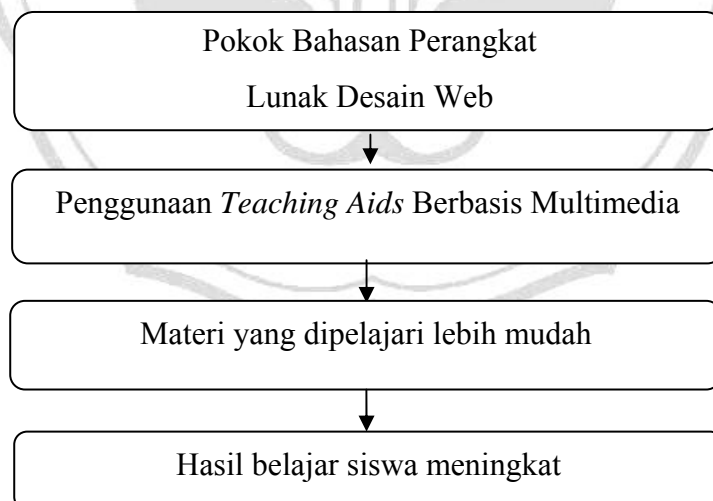 Pokok Bahasan Perangkat
Lunak Desain Web
Penggunaan Teaching Aids Berbasis Multimedia
Materi yang dipelajari lebih mudah
Hasil belajar siswa meningkat